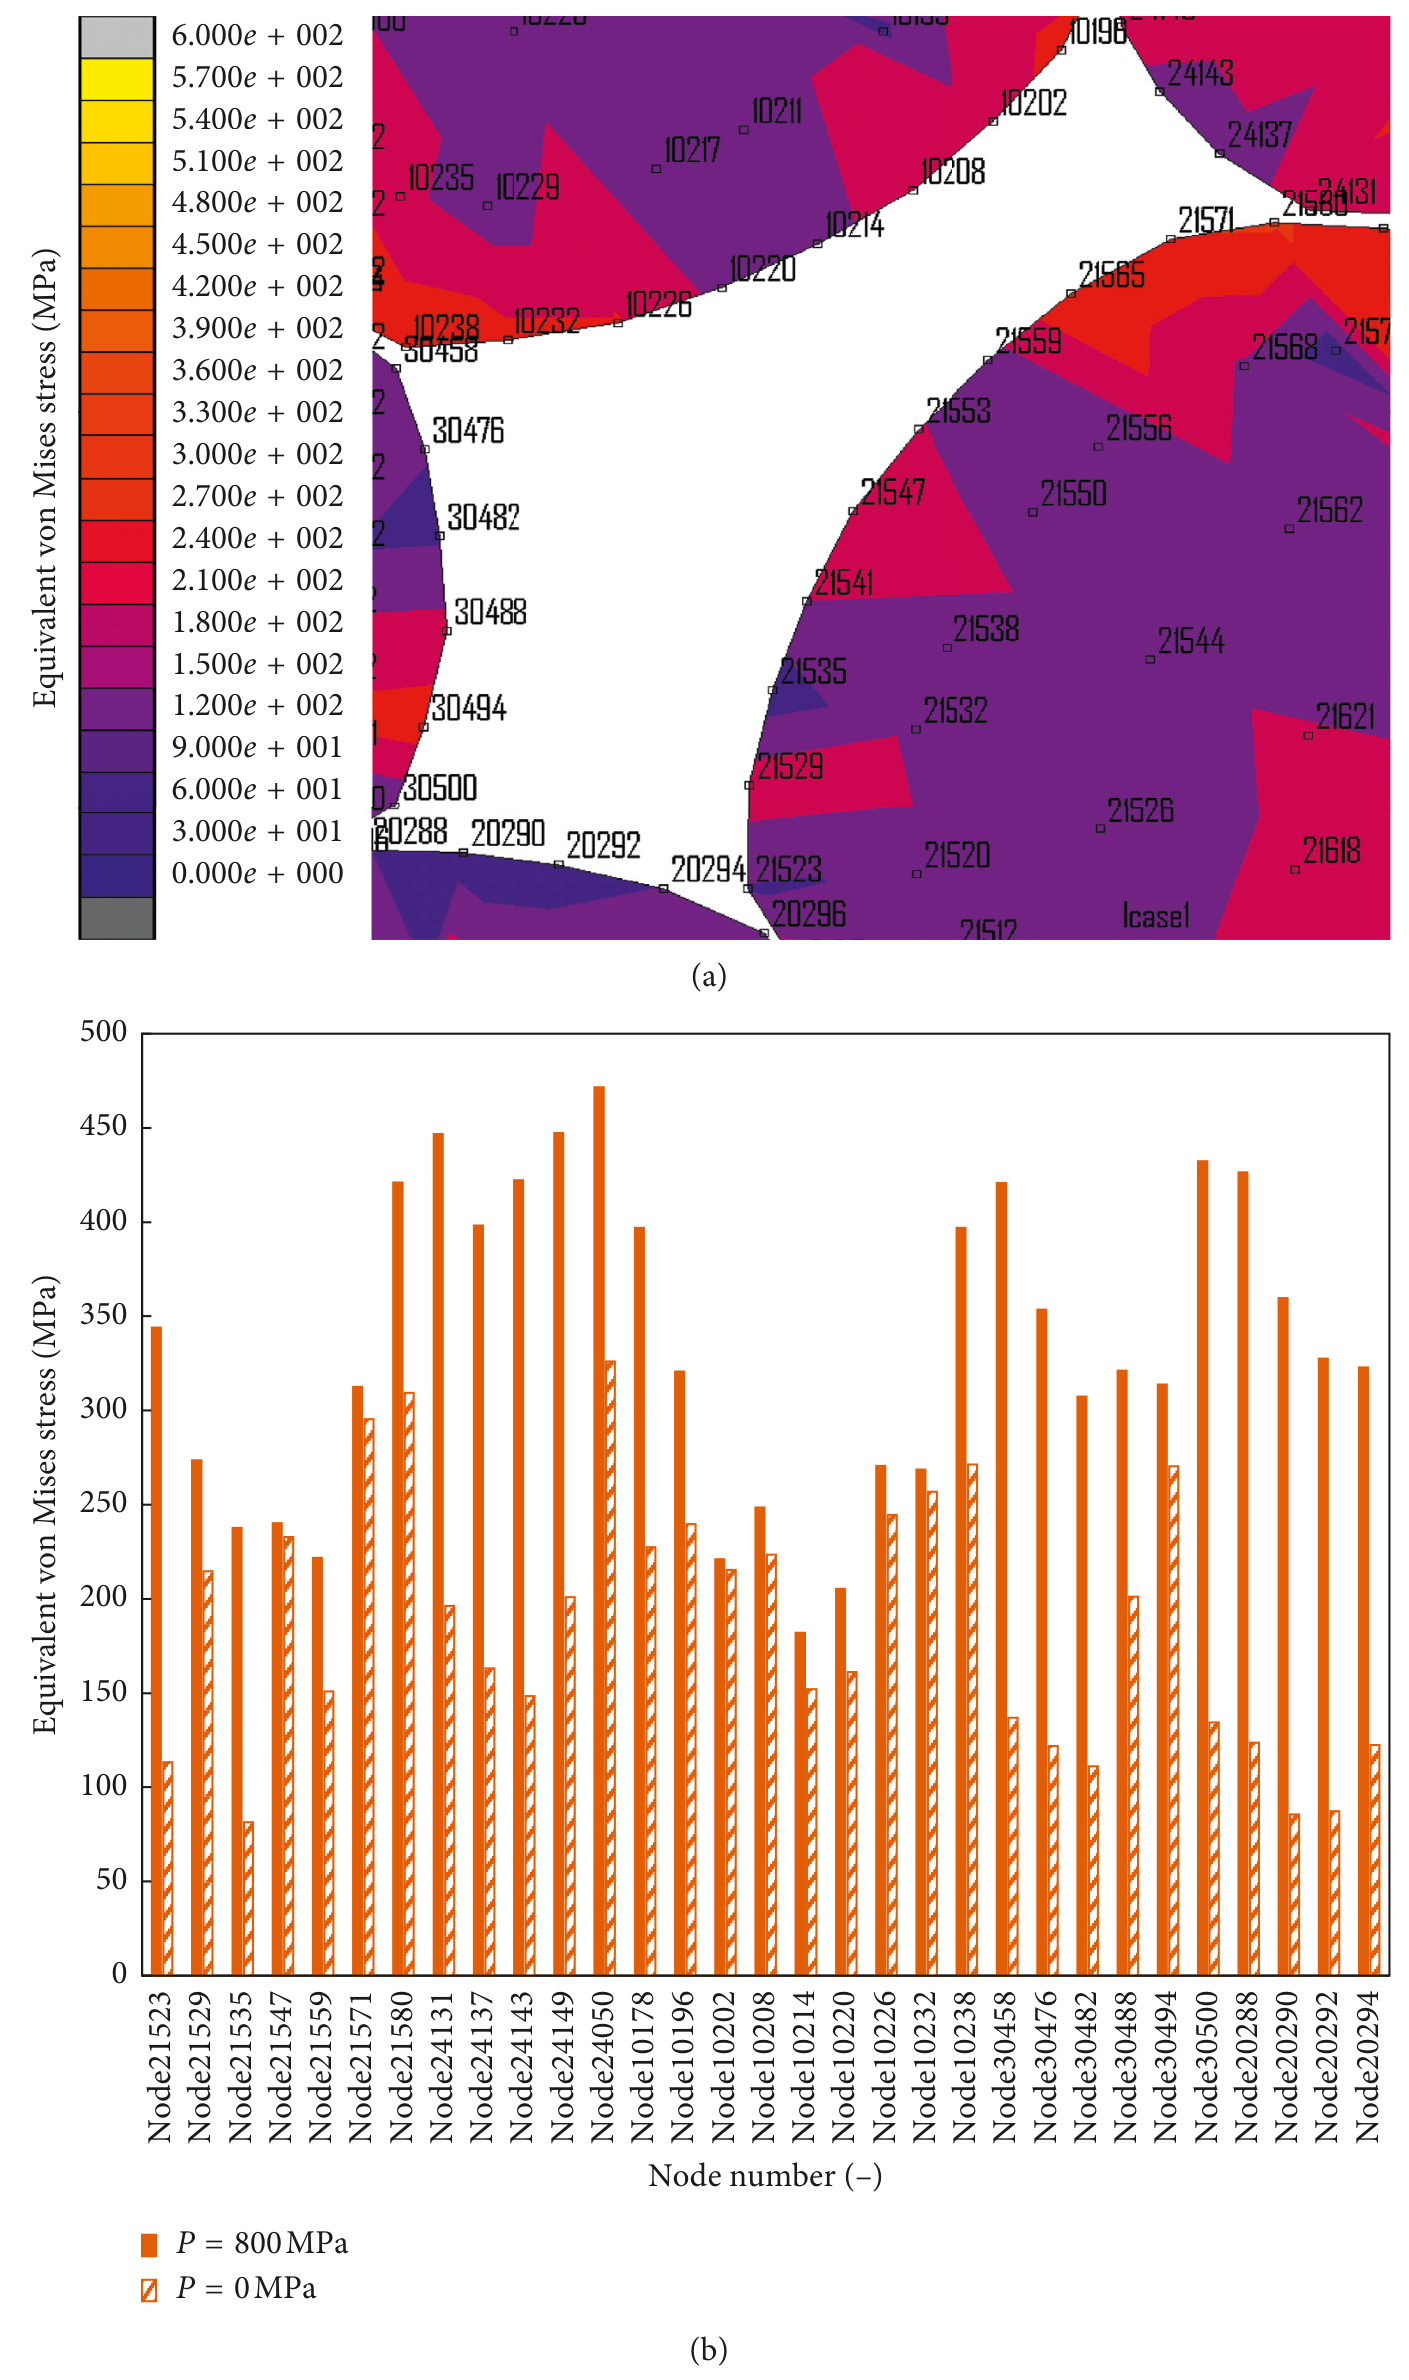 Equivalent von Mises stress (MPa)
6.000e + 002
5.700e + 002
5.400e + 002
5.100e + 002
4.800e + 002
4.500e + 002
4.200e + 002
3.900e + 002
3.600e + 002
3.300e + 002
3.000e + 002
2.700e + 002
2.400e + 002
2.100e + 002
1.800e + 002
1.500e + 002
1.200e + 002
9.000e + 001
6.000e + 001
3.000e + 001
0.000e + 000
10196
24143
10202
10211
24137
10217
10208
10235
10229
24131
21580
21571
10214
10220
21565
10226
10232
10238
30458
21559
21568
2157
21553
30476
21556
21547
21550
30482
21562
21541
30488
21538
21544
21535
30494
21532
21621
21529
30500
21526
20288
20290
20292
21618
20294
21523
21520
20296
lcase1
21512
(a)
Equivalent von Mises stress (MPa)
500
450
400
350
300
250
200
150
100
50
0
Node21523
Node21529
Node21535
Node21547
Node21559
Node21571
Node21580
Node24131
Node24137
Node24143
Node24149
Node24050
Node10178
Node10196
Node10202
Node10208
Node10214
Node10220
Node10226
Node10232
Node10238
Node30458
Node30476
Node30482
Node30488
Node30494
Node30500
Node20288
Node20290
Node20292
Node20294
Node number (–)
P = 800 MPa
P = 0 MPa
(b)